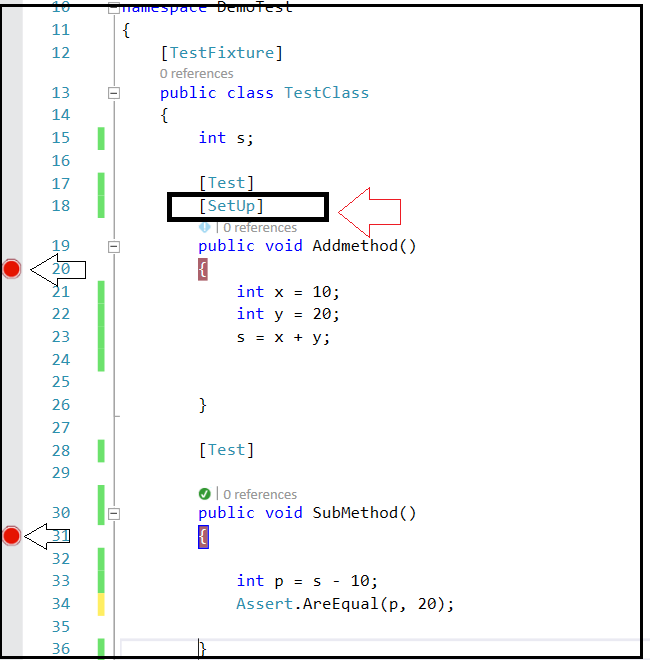 10 namespace DemoTest
11 {
12 [TestFixture]
0 references
13 public class TestClass
14 {
15 int s;
16
17 [Test]
18 [SetUp]
| 0 references
19 public void Addmethod()
20 {
21 int x = 10;
22 int y = 20;
23 s = x + y;
24
25
26 }
27
28 [Test]
29
| 0 references
30 public void SubMethod()
31 {
32
33 int p = s - 10;
34 Assert.AreEqual(p, 20);
35
36 }